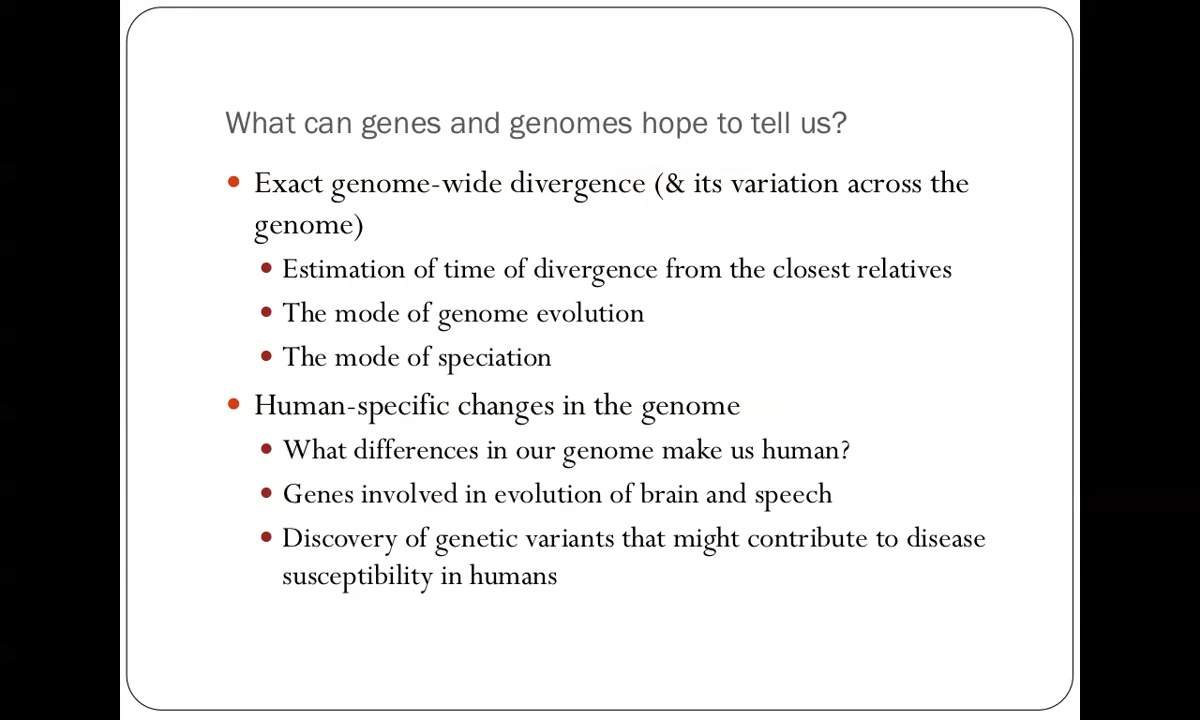 What can genes and genomes hope to tell us?
• Exact genome-wide divergence (& its variation across the
genome)
• Estimation of time of divergence from the closest relatives
• The mode of genome evolution
• The mode of speciation
• Human-specific changes in the genome
• What differences in our genome make us human?
• Genes involved in evolution of brain and speech
• Discovery of genetic variants that might contribute to disease
susceptibility in humans